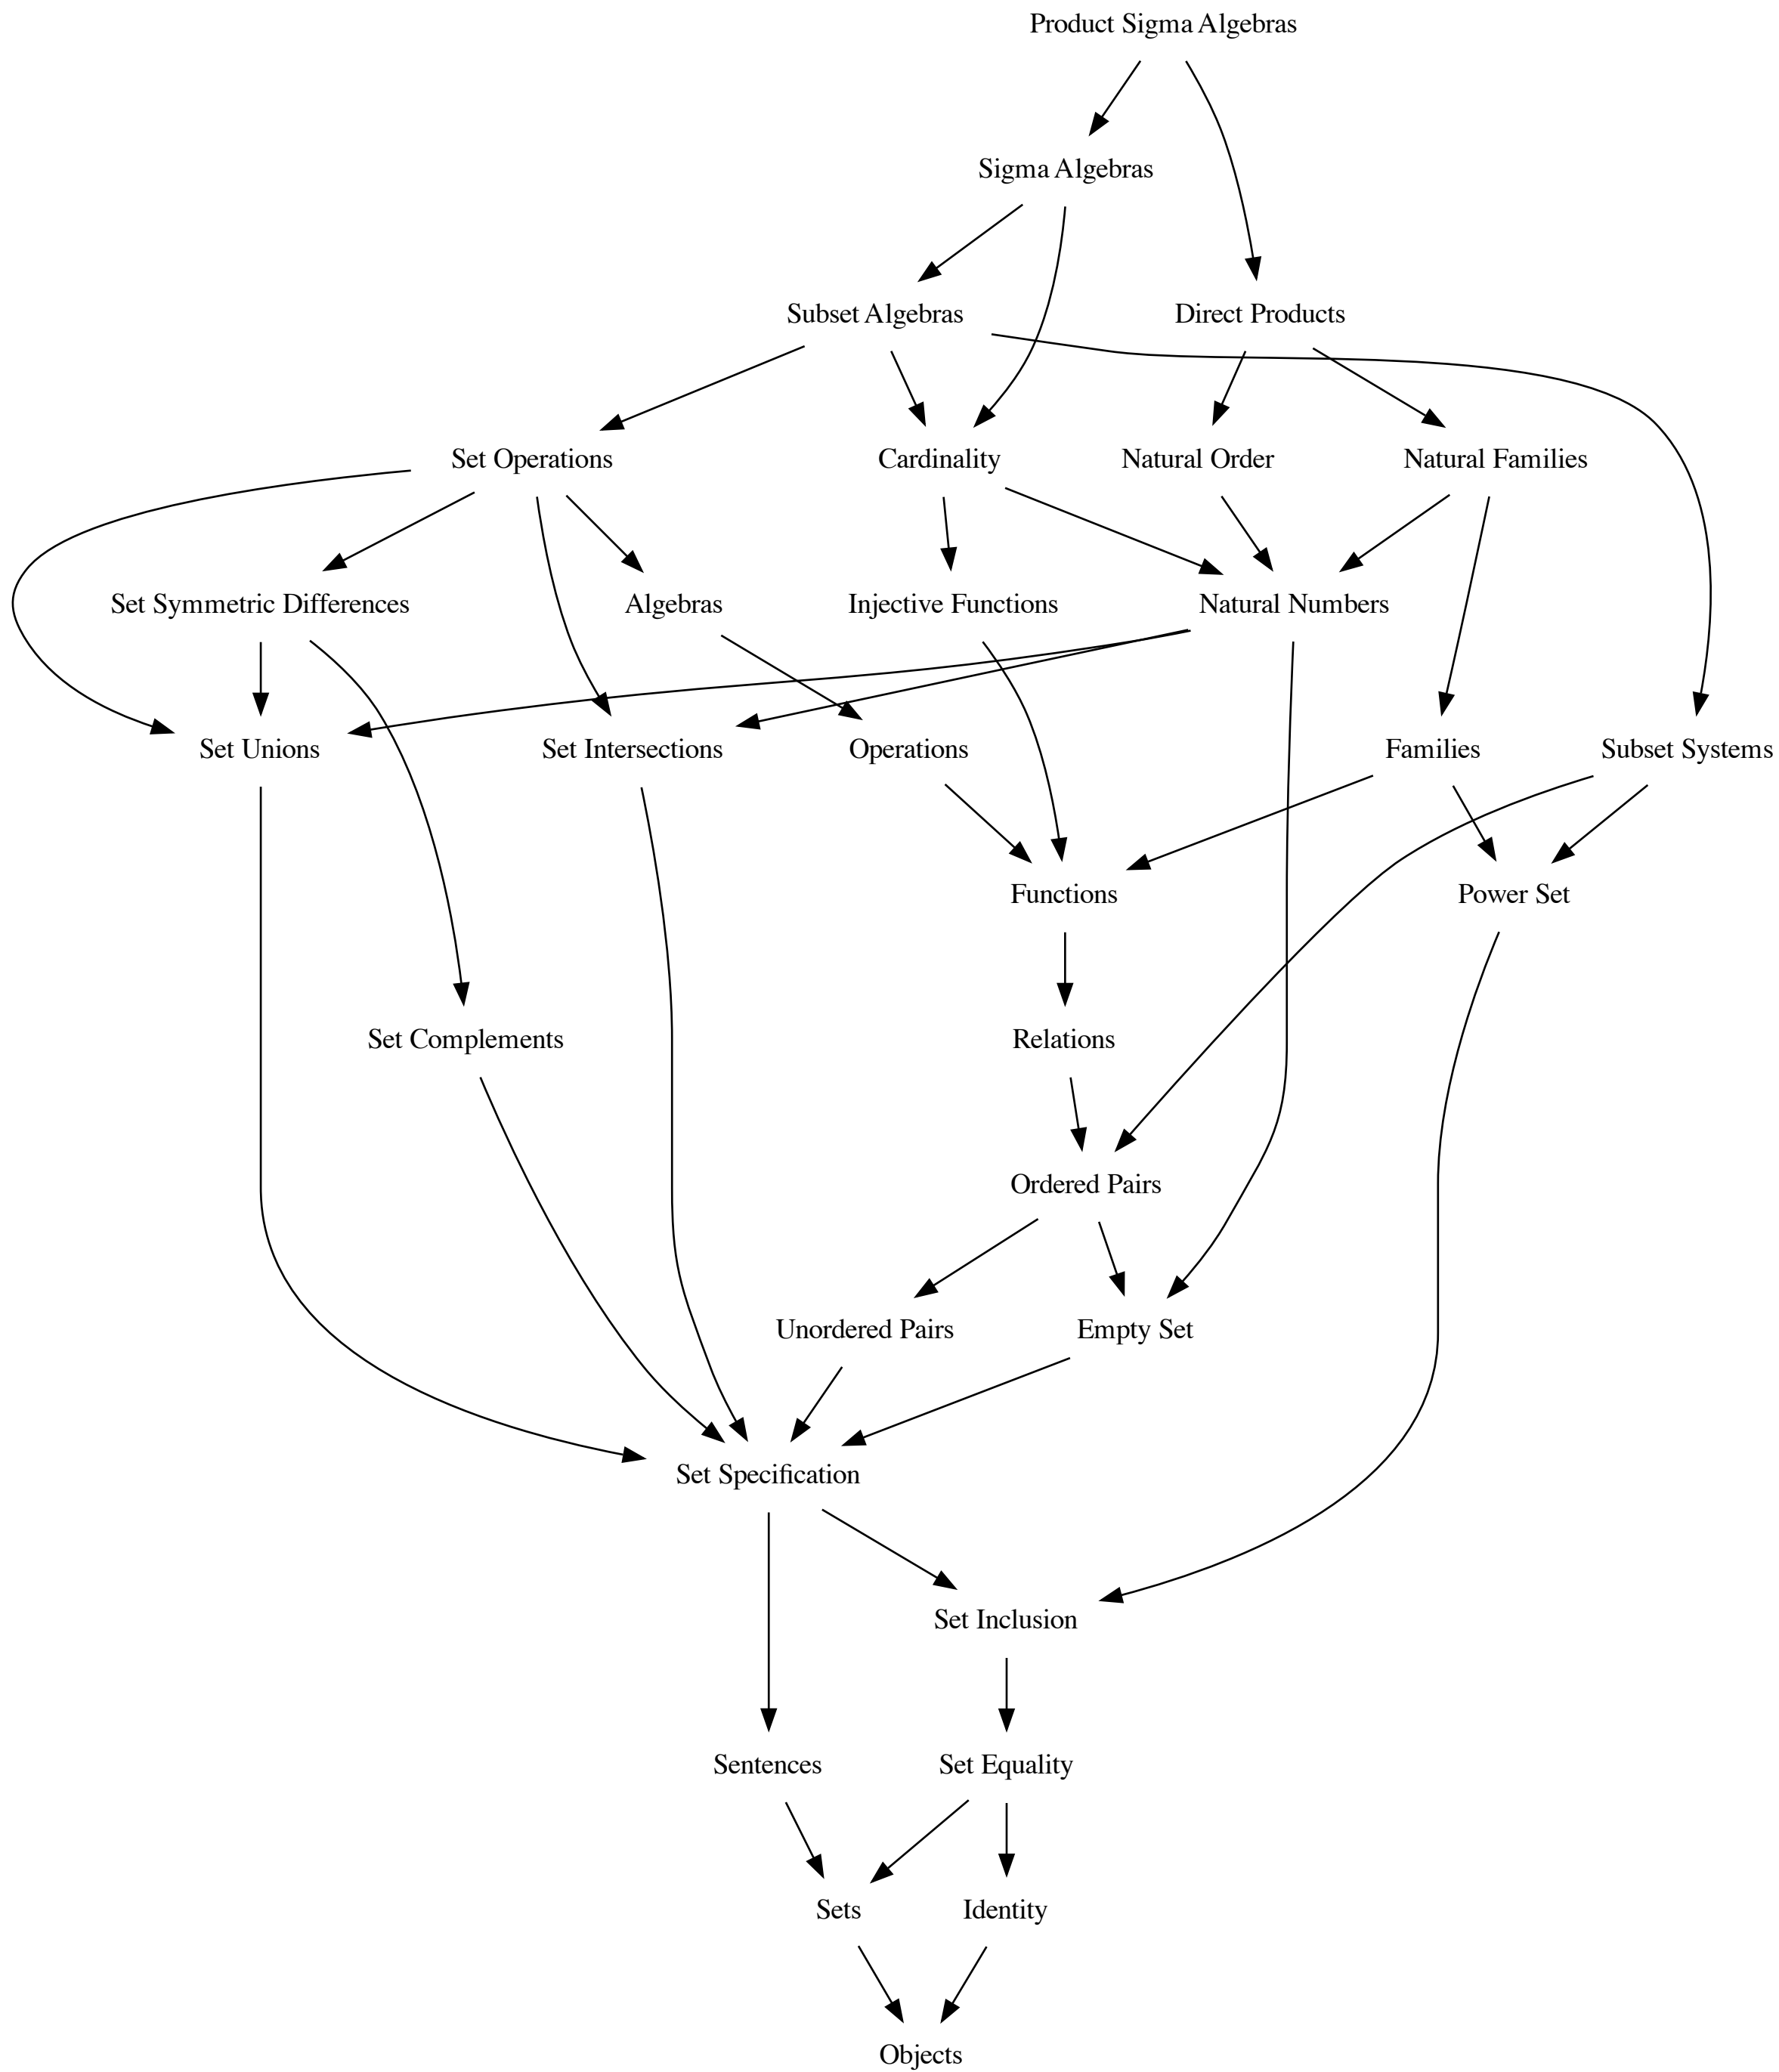 Product Sigma Algebras
Sigma Algebras
Subset Algebras
Direct Products
Set Operations
Cardinality
Natural Order
Natural Families
Set Symmetric Differences
Algebras
Injective Functions
Natural Numbers
Set Unions
Set Intersections
Operations
Families
Subset Systems
Functions
Power Set
Set Complements
Relations
Ordered Pairs
Unordered Pairs
Empty Set
Set Specification
Set Inclusion
Sentences
Set Equality
Sets
Identity
Objects